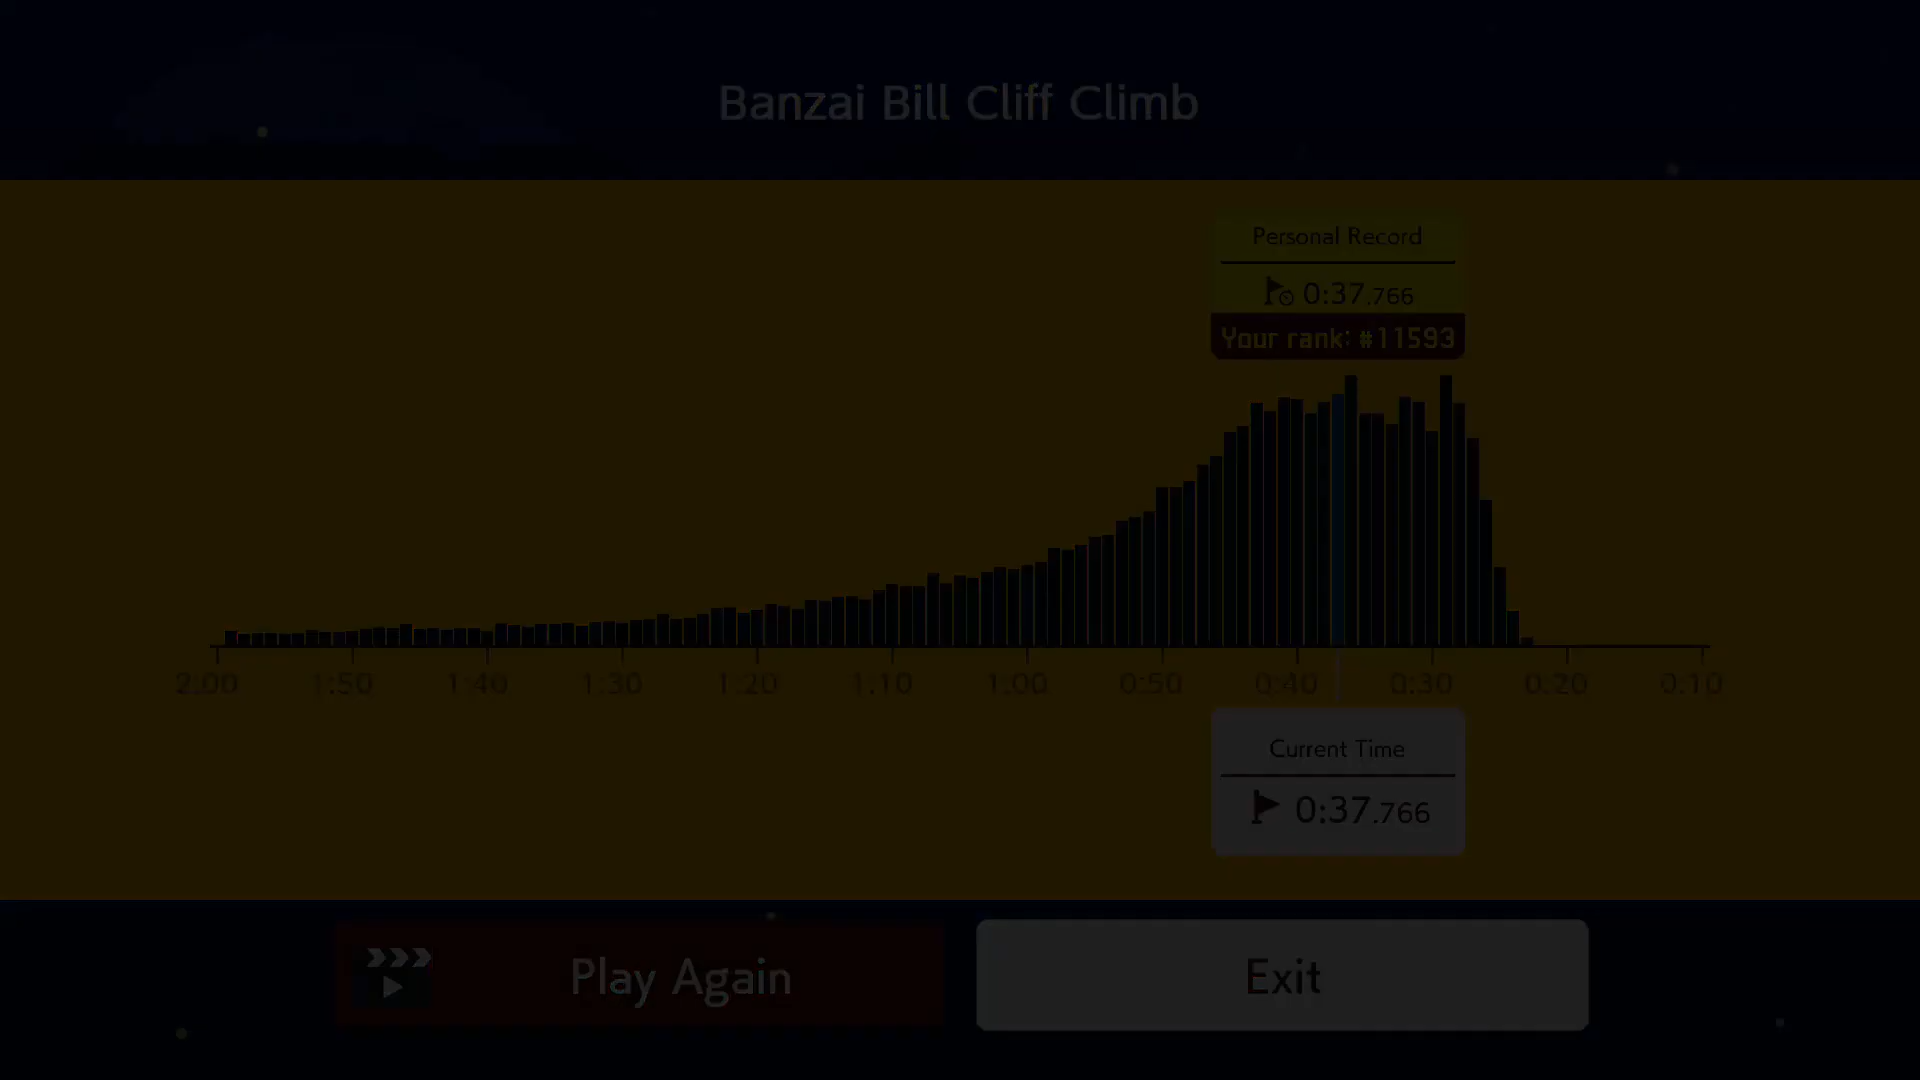 Banzai Bill Cliff Climb
Personal Record
0:37.766
Your rank: #11593
2:00 1:50 1:40 1:30 1:20 1:10 1:00 0:50 0:40 0:30 0:20 0:10
Current Time
0:37.766
Play Again
Exit